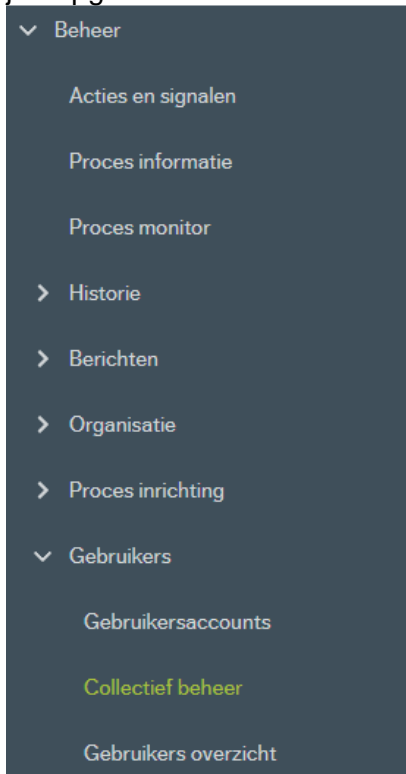 Beheer
Acties en signalen
Proces informatie
Proces monitor
Historie
Berichten
Organisatie
Proces inrichting
Gebruikers
Gebruikersaccounts
Collectief beheer
Gebruikers overzicht